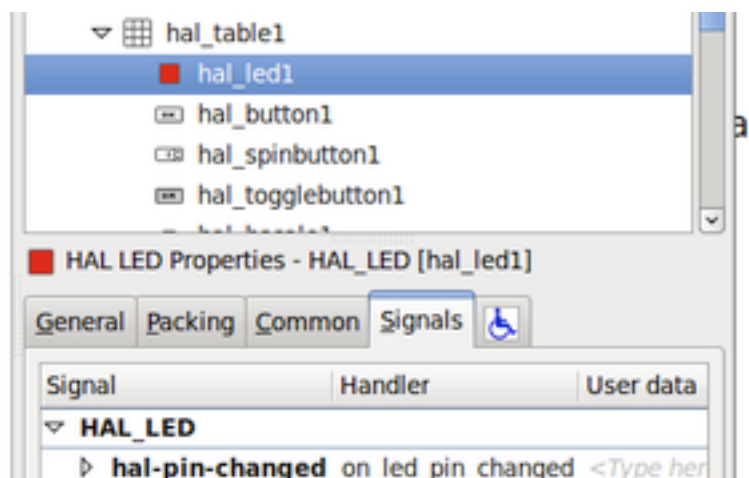 hal_table1
hal_led1
hal_button1
hal_spinbutton1
hal_togglebutton1
HAL LED Properties - HAL_LED [hal_led1]
General Packing Common Signals
Signal Handler User data
HAL_LED
hal-pin-changed on_led_pin_changed <Type her
a